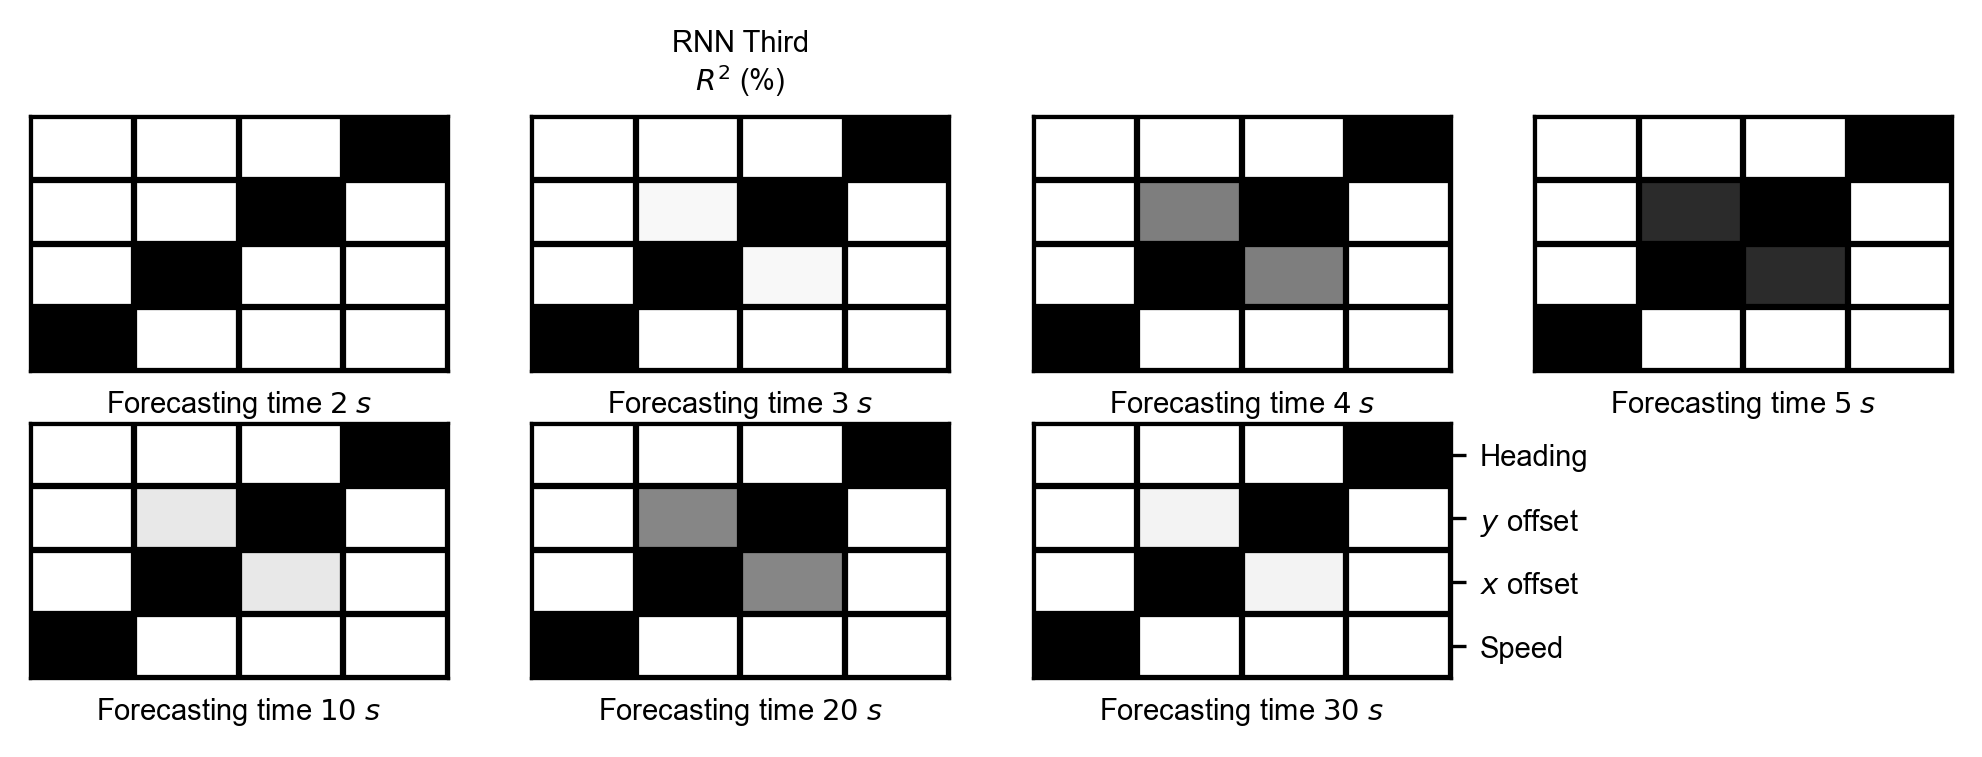 RNN Third
R² (%)
Forecasting time 2 s
Forecasting time 3 s
Forecasting time 4 s
Forecasting time 5 s
Heading
y offset
x offset
Speed
Forecasting time 10 s
Forecasting time 20 s
Forecasting time 30 s